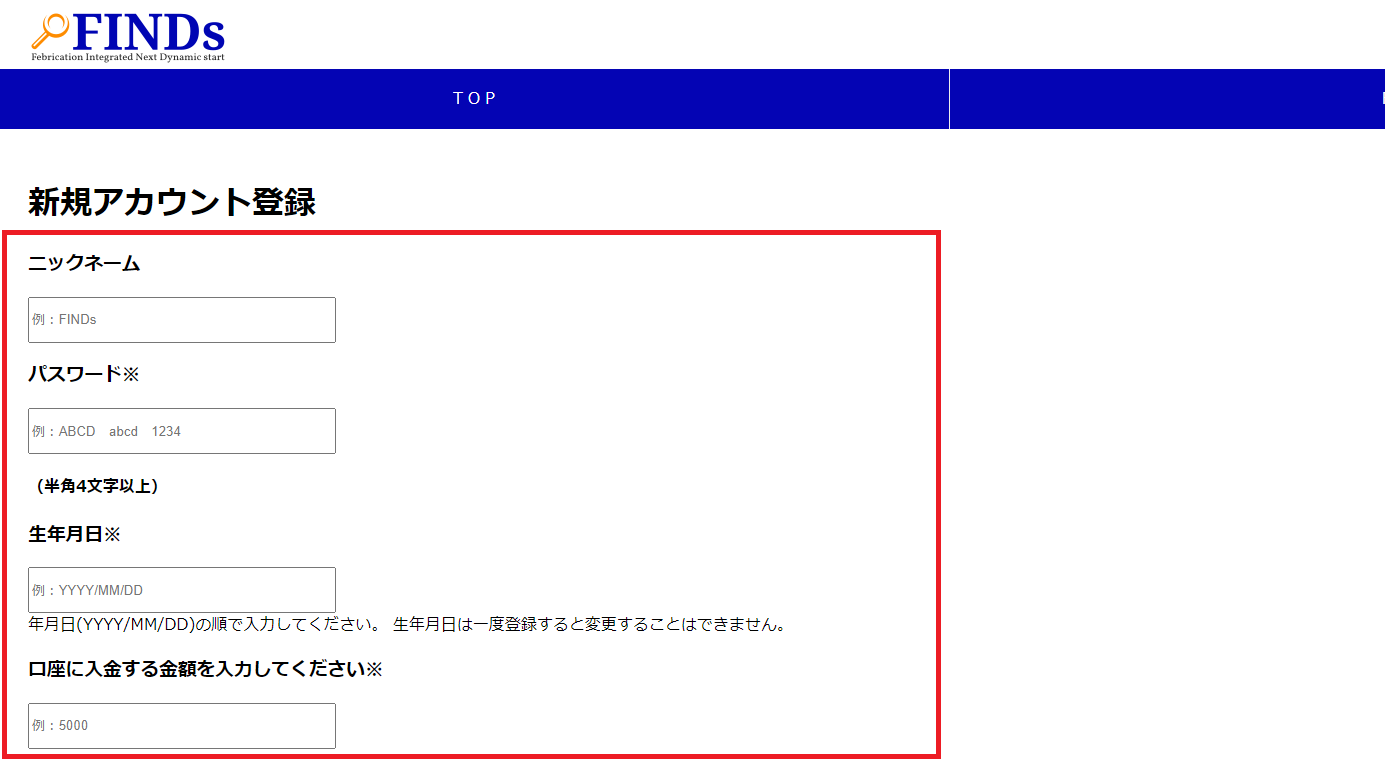 FINDs
Febrication Integrated Next Dynamic start
TOP
新規アカウント登録
ニックネーム
例：FINDs
パスワード※
例：ABCD　abcd　1234
（半角4文字以上）
生年月日※
例：YYYY/MM/DD
年月日(YYYY/MM/DD)の順で入力してください。 生年月日は一度登録すると変更することはできません。
口座に入金する金額を入力してください※
例：5000